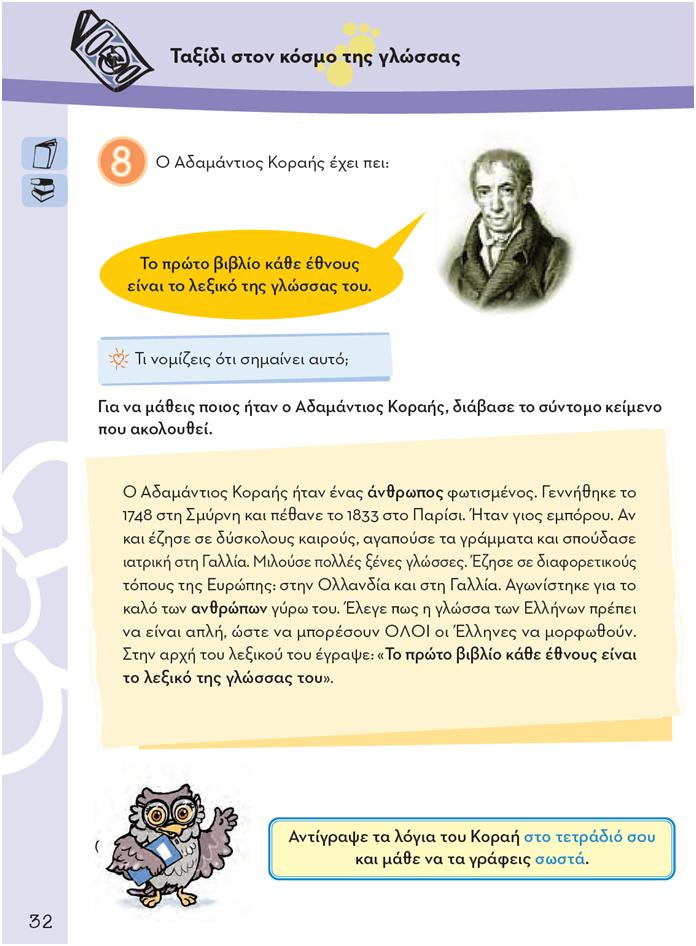 Ταξίδι στον κόσμο της γλώσσας
8 Ο Αδαμάντιος Κοραής έχει πει:
Το πρώτο βιβλίο κάθε έθνους
είναι το λεξικό της γλώσσας του.
Τι νομίζεις ότι σημαίνει αυτό;
Για να μάθεις ποιος ήταν ο Αδαμάντιος Κοραής, διάβασε το σύντομο κείμενο
που ακολουθεί.
Ο Αδαμάντιος Κοραής ήταν ένας άνθρωπος φωτισμένος. Γεννήθηκε το
1748 στη Σμύρνη και πέθανε το 1833 στο Παρίσι. Ήταν γιος εμπόρου. Αν
και έζησε σε δύσκολους καιρούς, αγαπούσε τα γράμματα και σπούδασε
ιατρική στη Γαλλία. Μιλούσε πολλές ξένες γλώσσες. Έζησε σε διαφορετικούς
τόπους της Ευρώπης: στην Ολλανδία και στη Γαλλία. Αγωνίστηκε για το
καλό των ανθρώπων γύρω του. Έλεγε πως η γλώσσα των Ελλήνων πρέπει
να είναι απλή, ώστε να μπορέσουν ΟΛΟΙ οι Έλληνες να μορφωθούν.
Στην αρχή του λεξικού του έγραψε: «Το πρώτο βιβλίο κάθε έθνους είναι
το λεξικό της γλώσσας του».
Αντίγραψε τα λόγια του Κοραή στο τετράδιό σου
και μάθε να τα γράφεις σωστά.
32